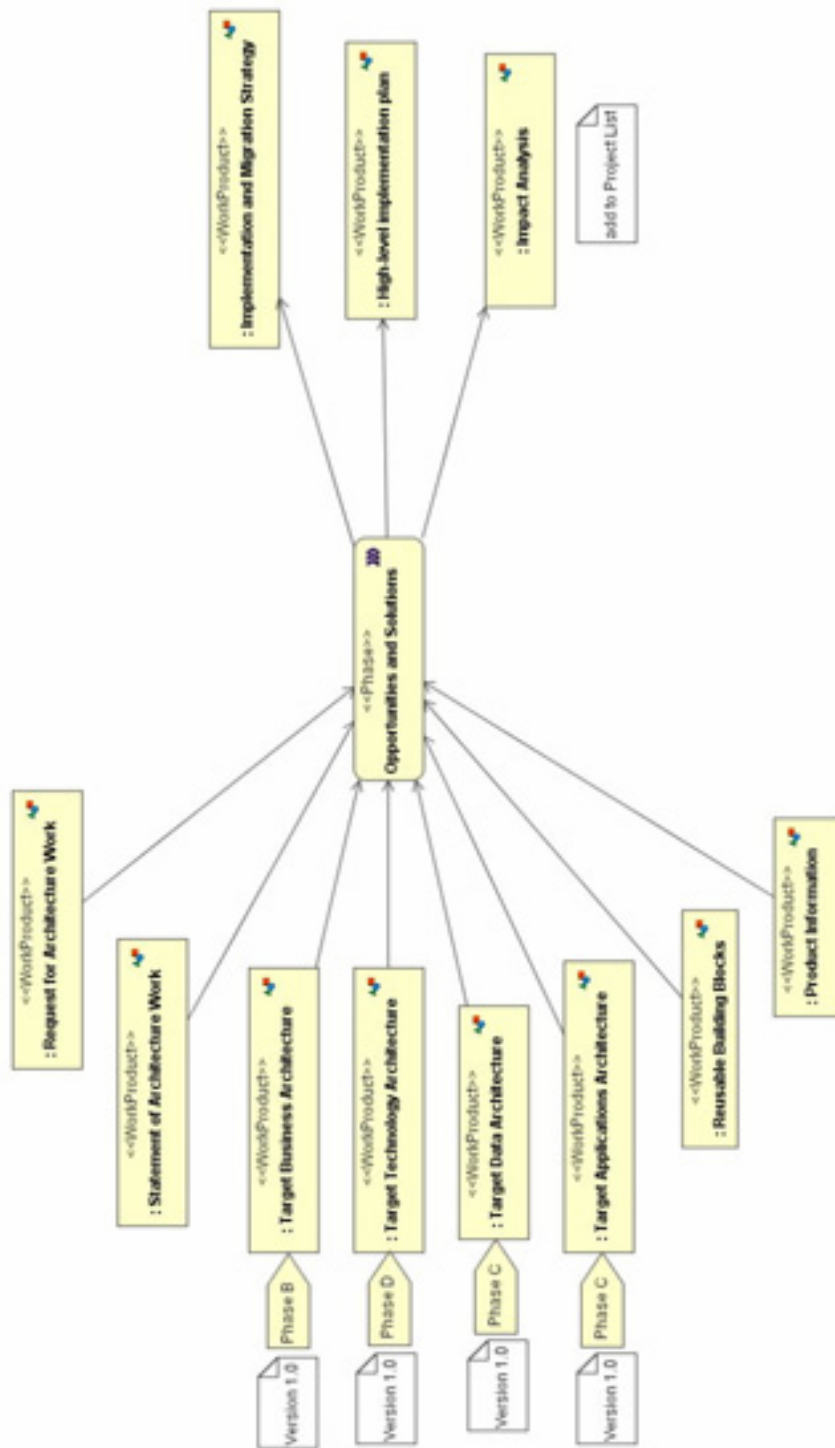 <<WorkProduct>>
: Request for Architecture Work
<<WorkProduct>>
: Statement of Architecture Work
Version 1.0
Phase B
<<WorkProduct>>
: Target Business Architecture
Version 1.0
Phase D
<<WorkProduct>>
: Target Technology Architecture
Version 1.0
Phase C
<<WorkProduct>>
: Target Data Architecture
Version 1.0
Phase C
<<WorkProduct>>
: Target Applications Architecture
<<WorkProduct>>
: Reusable Building Blocks
<<WorkProduct>>
: Product Information
<<Phase>>
Opportunities and Solutions
<<WorkProduct>>
: Implementation and Migration Strategy
<<WorkProduct>>
: High-level implementation plan
<<WorkProduct>>
: Impact Analysis
add to Project List